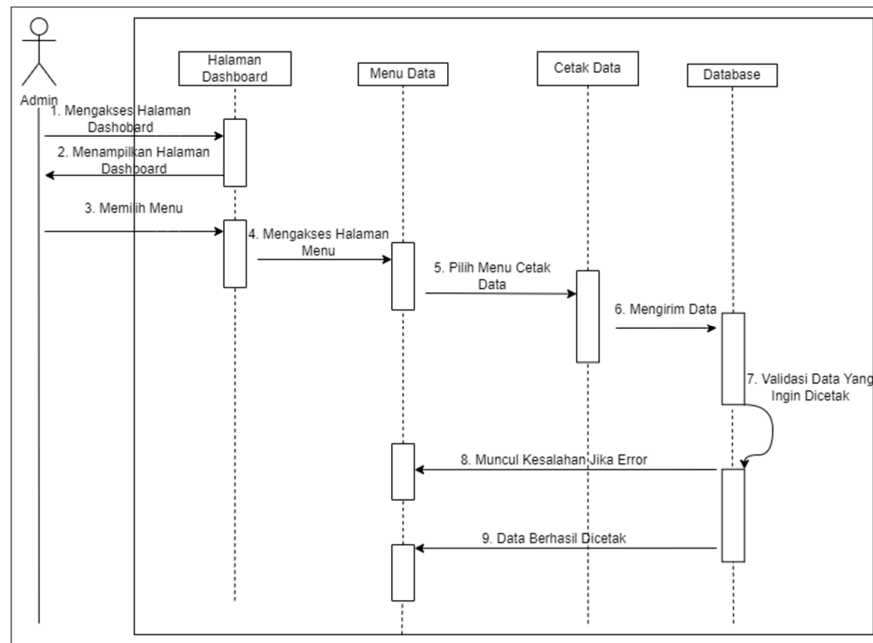 Halaman
Dashboard
Menu Data
Cetak Data
Database
Admin
1. Mengakses Halaman
Dashobard
2. Menampilkan Halaman
Dashboard
3. Memilih Menu
4. Mengakses Halaman
Menu
5. Pilih Menu Cetak
Data
6. Mengirim Data
7. Validasi Data Yang
Ingin Dicetak
8. Muncul Kesalahan Jika Error
9. Data Berhasil Dicetak